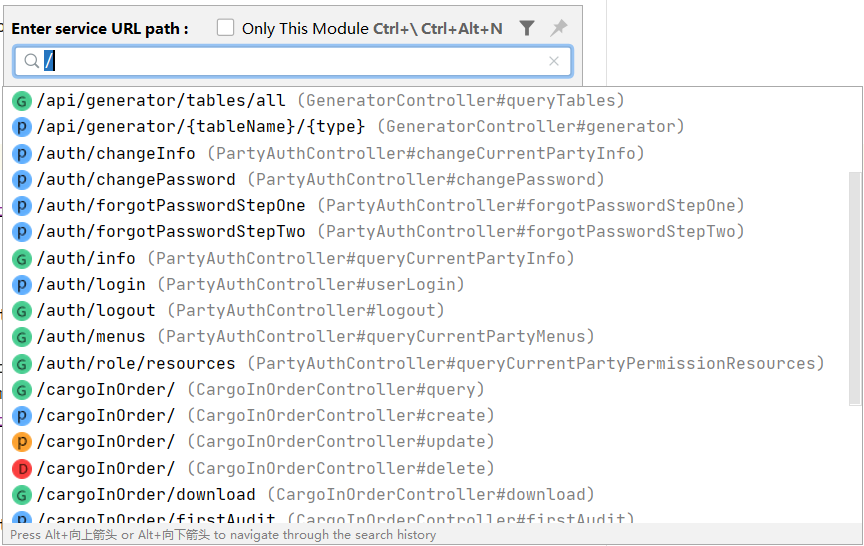 Enter service URL path : Only This Module Ctrl+\ Ctrl+Alt+N
/
G /api/generator/tables/all (GeneratorController#queryTables)
p /api/generator/{tableName}/{type} (GeneratorController#generator)
p /auth/changeInfo (PartyAuthController#changeCurrentPartyInfo)
p /auth/changePassword (PartyAuthController#changePassword)
p /auth/forgotPasswordStepOne (PartyAuthController#forgotPasswordStepOne)
p /auth/forgotPasswordStepTwo (PartyAuthController#forgotPasswordStepTwo)
G /auth/info (PartyAuthController#queryCurrentPartyInfo)
p /auth/login (PartyAuthController#userLogin)
G /auth/logout (PartyAuthController#logout)
G /auth/menus (PartyAuthController#queryCurrentPartyMenus)
G /auth/role/resources (PartyAuthController#queryCurrentPartyPermissionResources)
G /cargoInOrder/ (CargoInOrderController#query)
p /cargoInOrder/ (CargoInOrderController#create)
p /cargoInOrder/ (CargoInOrderController#update)
D /cargoInOrder/ (CargoInOrderController#delete)
G /cargoInOrder/download (CargoInOrderController#download)
p /cargoInOrder/firstAudit (CargoInOrderController#firstAudit)
Press Alt+向上箭头 or Alt+向下箭头 to navigate through the search history